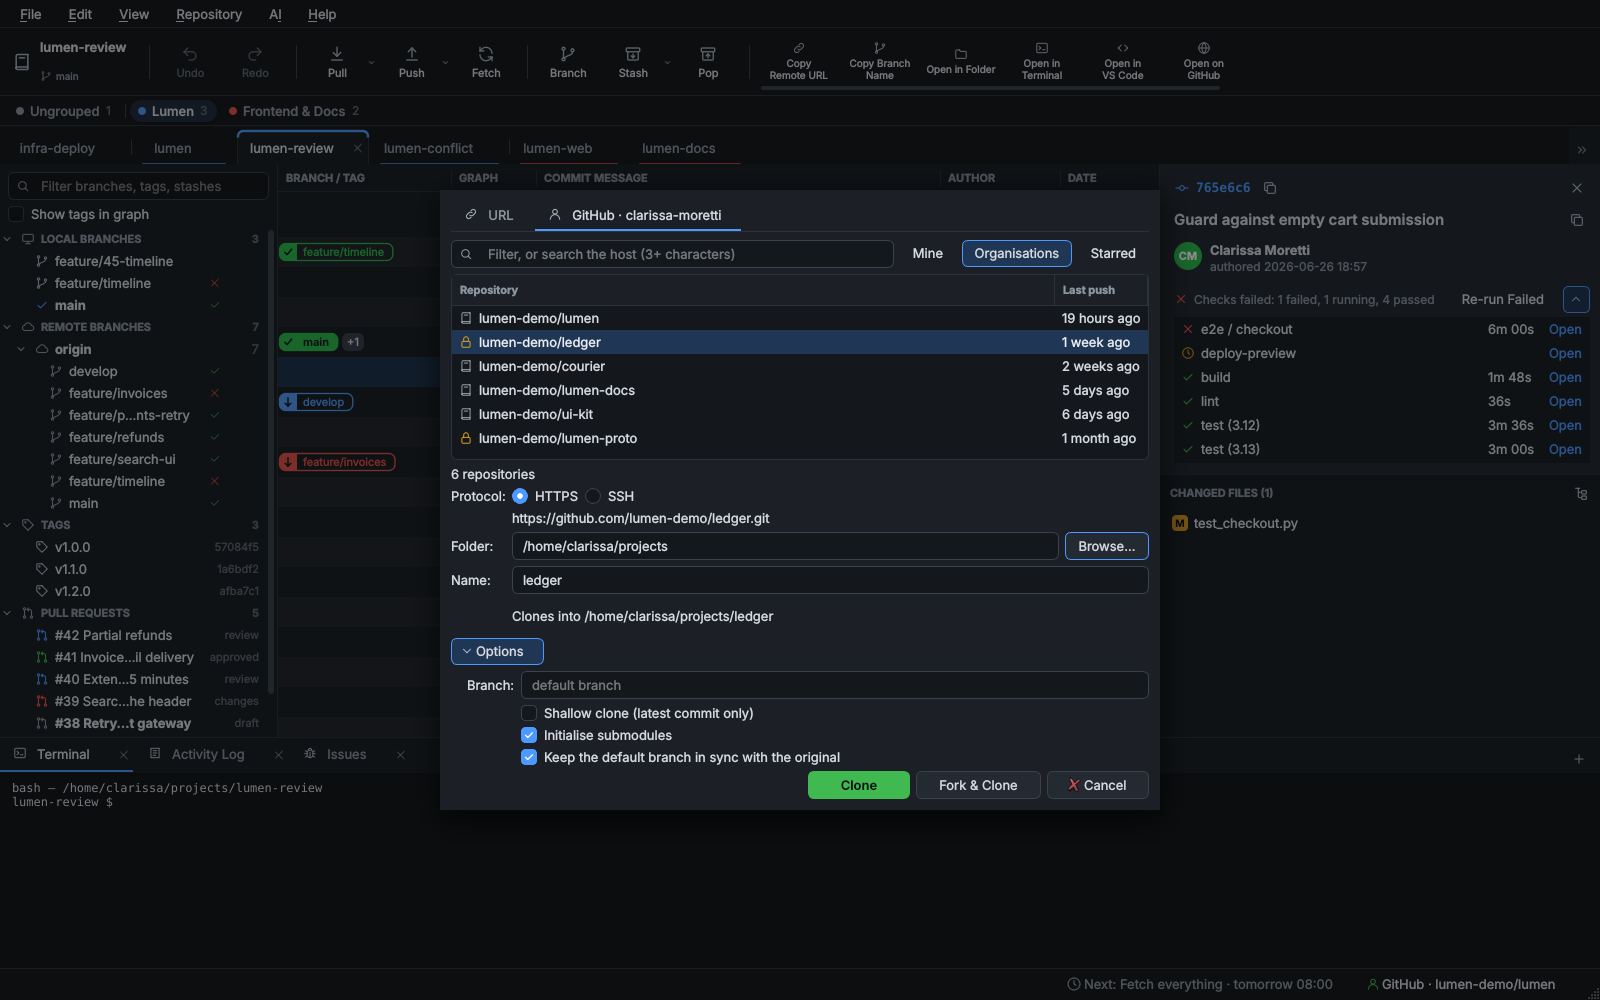 File Edit View Repository AI Help
lumen-review
main
Undo Redo Pull Push Fetch Branch Stash Pop
Copy Remote URL
Copy Branch Name
Open in Folder
Open in Terminal
Open in VS Code
Open on GitHub
Ungrouped 1 Lumen 3 Frontend & Docs 2
infra-deploy lumen lumen-review lumen-conflict lumen-web lumen-docs
Filter branches, tags, stashes
Show tags in graph
LOCAL BRANCHES 3
feature/45-timeline
feature/timeline
main
REMOTE BRANCHES 7
origin 7
develop
feature/invoices
feature/p...nts-retry
feature/refunds
feature/search-ui
feature/timeline
main
TAGS 3
v1.0.0 57084f5
v1.1.0 1a6bdf2
v1.2.0 afba7c1
PULL REQUESTS 5
#42 Partial refunds review
#41 Invoice...il delivery approved
#40 Exten...5 minutes review
#39 Searc...he header changes
#38 Retry...t gateway draft
BRANCH / TAG GRAPH COMMIT MESSAGE AUTHOR DATE
feature/timeline
main +1
develop
feature/invoices
URL GitHub · clarissa-moretti
Filter, or search the host (3+ characters) Mine Organisations Starred
Repository Last push
lumen-demo/lumen 19 hours ago
lumen-demo/ledger 1 week ago
lumen-demo/courier 2 weeks ago
lumen-demo/lumen-docs 5 days ago
lumen-demo/ui-kit 6 days ago
lumen-demo/lumen-proto 1 month ago
6 repositories
Protocol: HTTPS SSH
https://github.com/lumen-demo/ledger.git
Folder: /home/clarissa/projects Browse...
Name: ledger
Clones into /home/clarissa/projects/ledger
Options
Branch: default branch
Shallow clone (latest commit only)
Initialise submodules
Keep the default branch in sync with the original
Clone Fork & Clone Cancel
765e6c6
Guard against empty cart submission
CM Clarissa Moretti
authored 2026-06-26 18:57
Checks failed: 1 failed, 1 running, 4 passed Re-run Failed
e2e / checkout 6m 00s Open
deploy-preview Open
build 1m 48s Open
lint 36s Open
test (3.12) 3m 36s Open
test (3.13) 3m 00s Open
CHANGED FILES (1)
M test_checkout.py
Terminal Activity Log Issues
bash — /home/clarissa/projects/lumen-review
lumen-review $
Next: Fetch everything · tomorrow 08:00 GitHub · lumen-demo/lumen